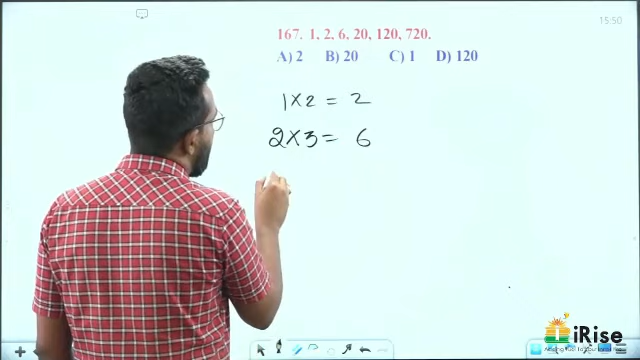 15:50
167. 1, 2, 6, 20, 120, 720.
A) 2 B) 20 C) 1 D) 120
1 × 2 = 2
2 × 3 = 6
iRise